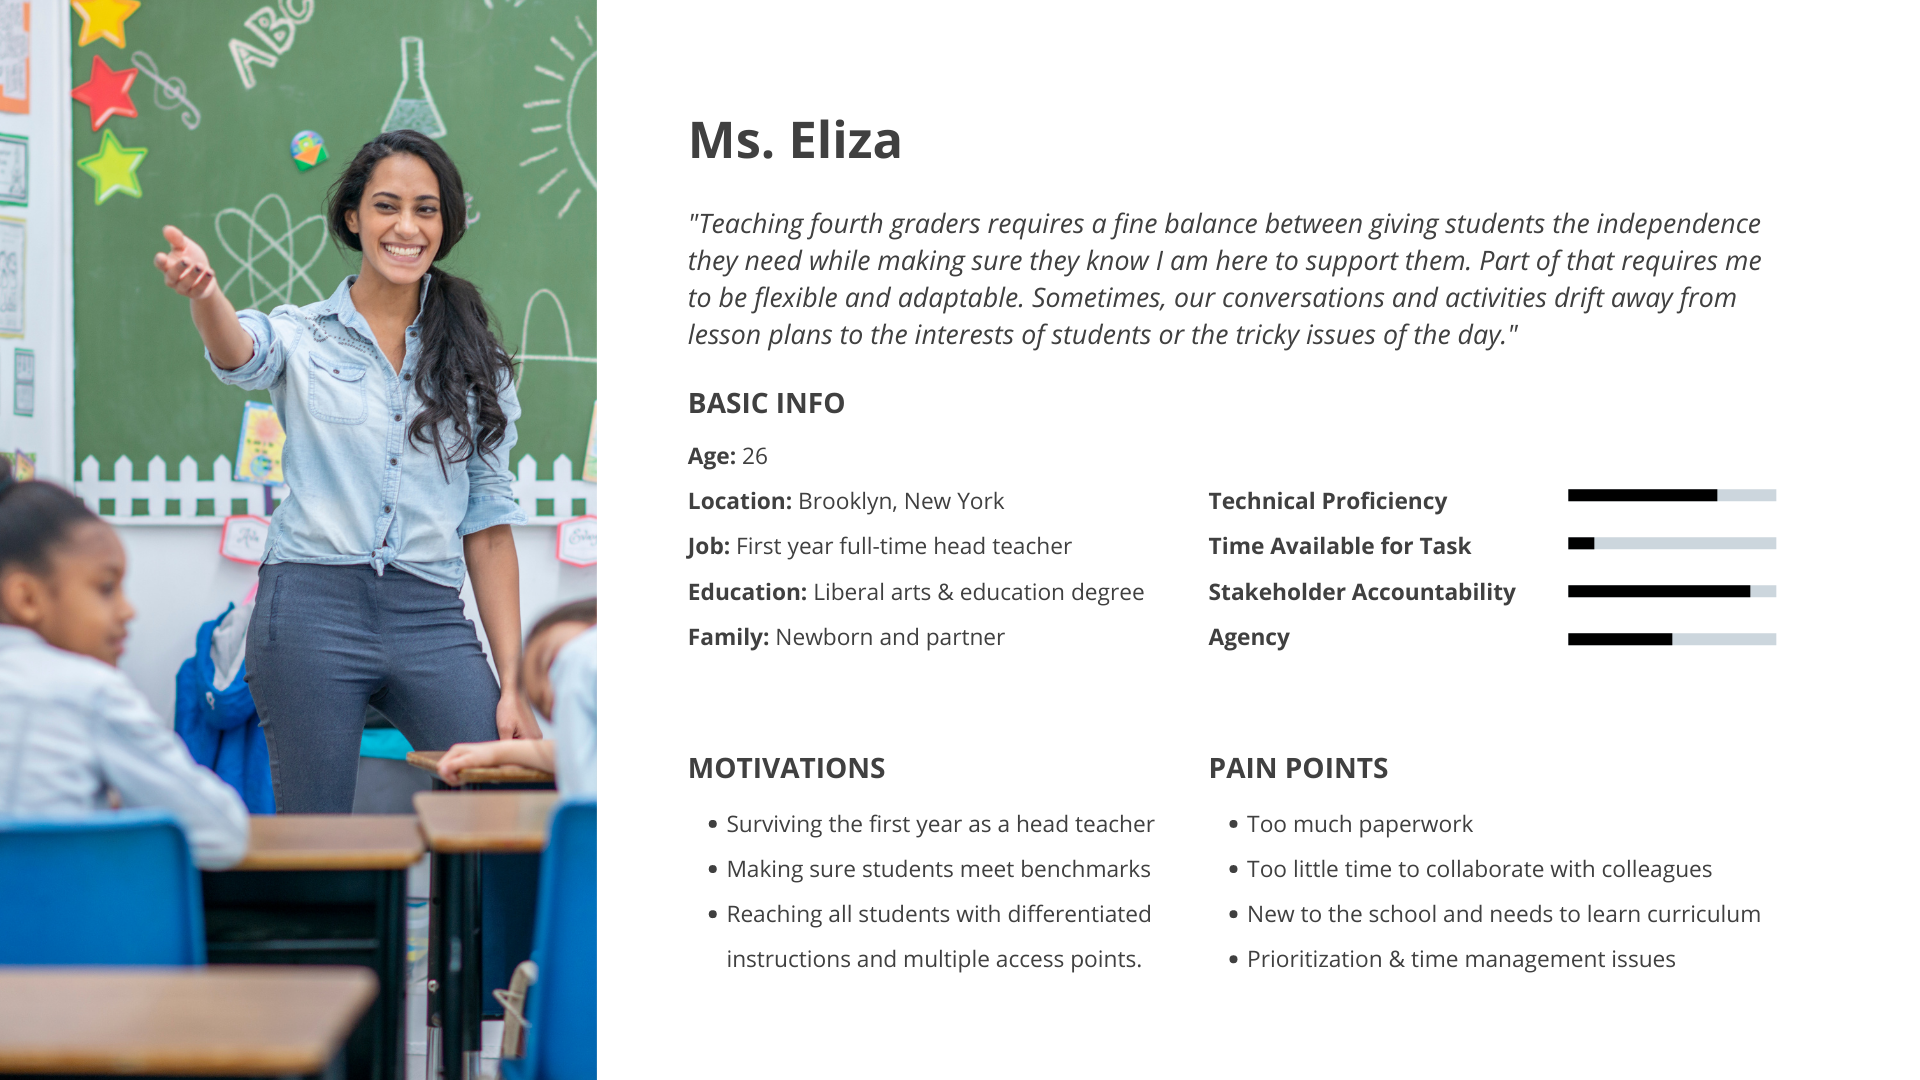 ABC
Ms. Eliza
"Teaching fourth graders requires a fine balance between giving students the independence
they need while making sure they know I am here to support them. Part of that requires me
to be flexible and adaptable. Sometimes, our conversations and activities drift away from
lesson plans to the interests of students or the tricky issues of the day."
BASIC INFO
Age: 26
Location: Brooklyn, New York
Job: First year full-time head teacher
Education: Liberal arts & education degree
Family: Newborn and partner
Technical Proficiency
Time Available for Task
Stakeholder Accountability
Agency
MOTIVATIONS
• Surviving the first year as a head teacher
• Making sure students meet benchmarks
• Reaching all students with differentiated
instructions and multiple access points.
PAIN POINTS
• Too much paperwork
• Too little time to collaborate with colleagues
• New to the school and needs to learn curriculum
• Prioritization & time management issues